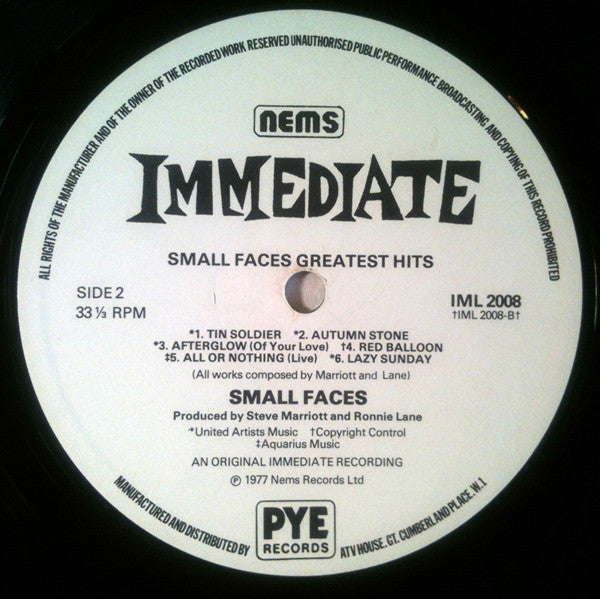 ALL RIGHTS OF THE MANUFACTURER AND OF THE OWNER OF THE RECORDED WORK RESERVED UNAUTHORISED PUBLIC PERFORMANCE BROADCASTING AND COPYING OF THIS RECORD PROHIBITED
nems
IMMEDIATE
SMALL FACES GREATEST HITS
SIDE 2
33⅓ RPM
IML 2008
†IML 2008-B†
*1. TIN SOLDIER *2. AUTUMN STONE
*3. AFTERGLOW (Of Your Love) †4. RED BALLOON
‡5. ALL OR NOTHING (Live) *6. LAZY SUNDAY
(All works composed by Marriott and Lane)
SMALL FACES
Produced by Steve Marriott and Ronnie Lane
*United Artists Music †Copyright Control
‡Aquarius Music
AN ORIGINAL IMMEDIATE RECORDING
℗ 1977 Nems Records Ltd
MANUFACTURED AND DISTRIBUTED BY
PYE
RECORDS
ATV HOUSE. GT. CUMBERLAND PLACE. W.1